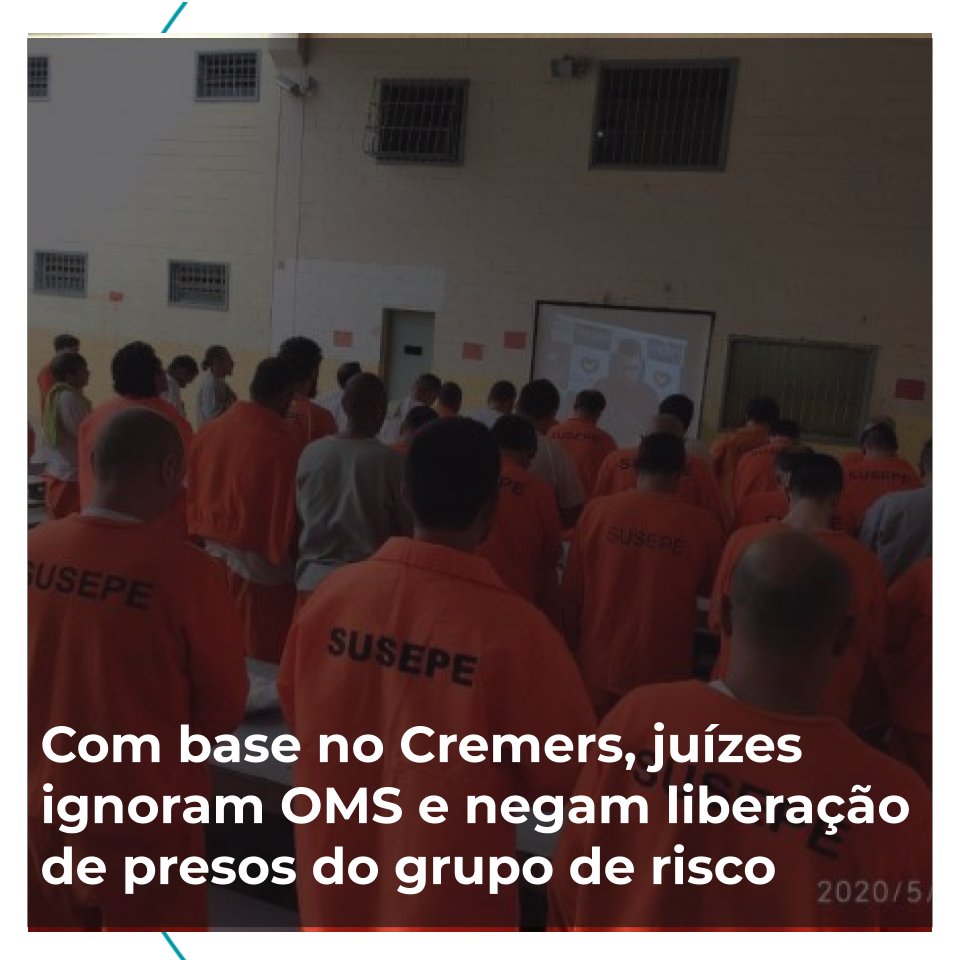 SUSEPE
SUSEPE
SUSEPE
SUSEPE
SUSEPE
Com base no Cremers, juízes
ignoram OMS e negam liberação
de presos do grupo de risco
2020/5/